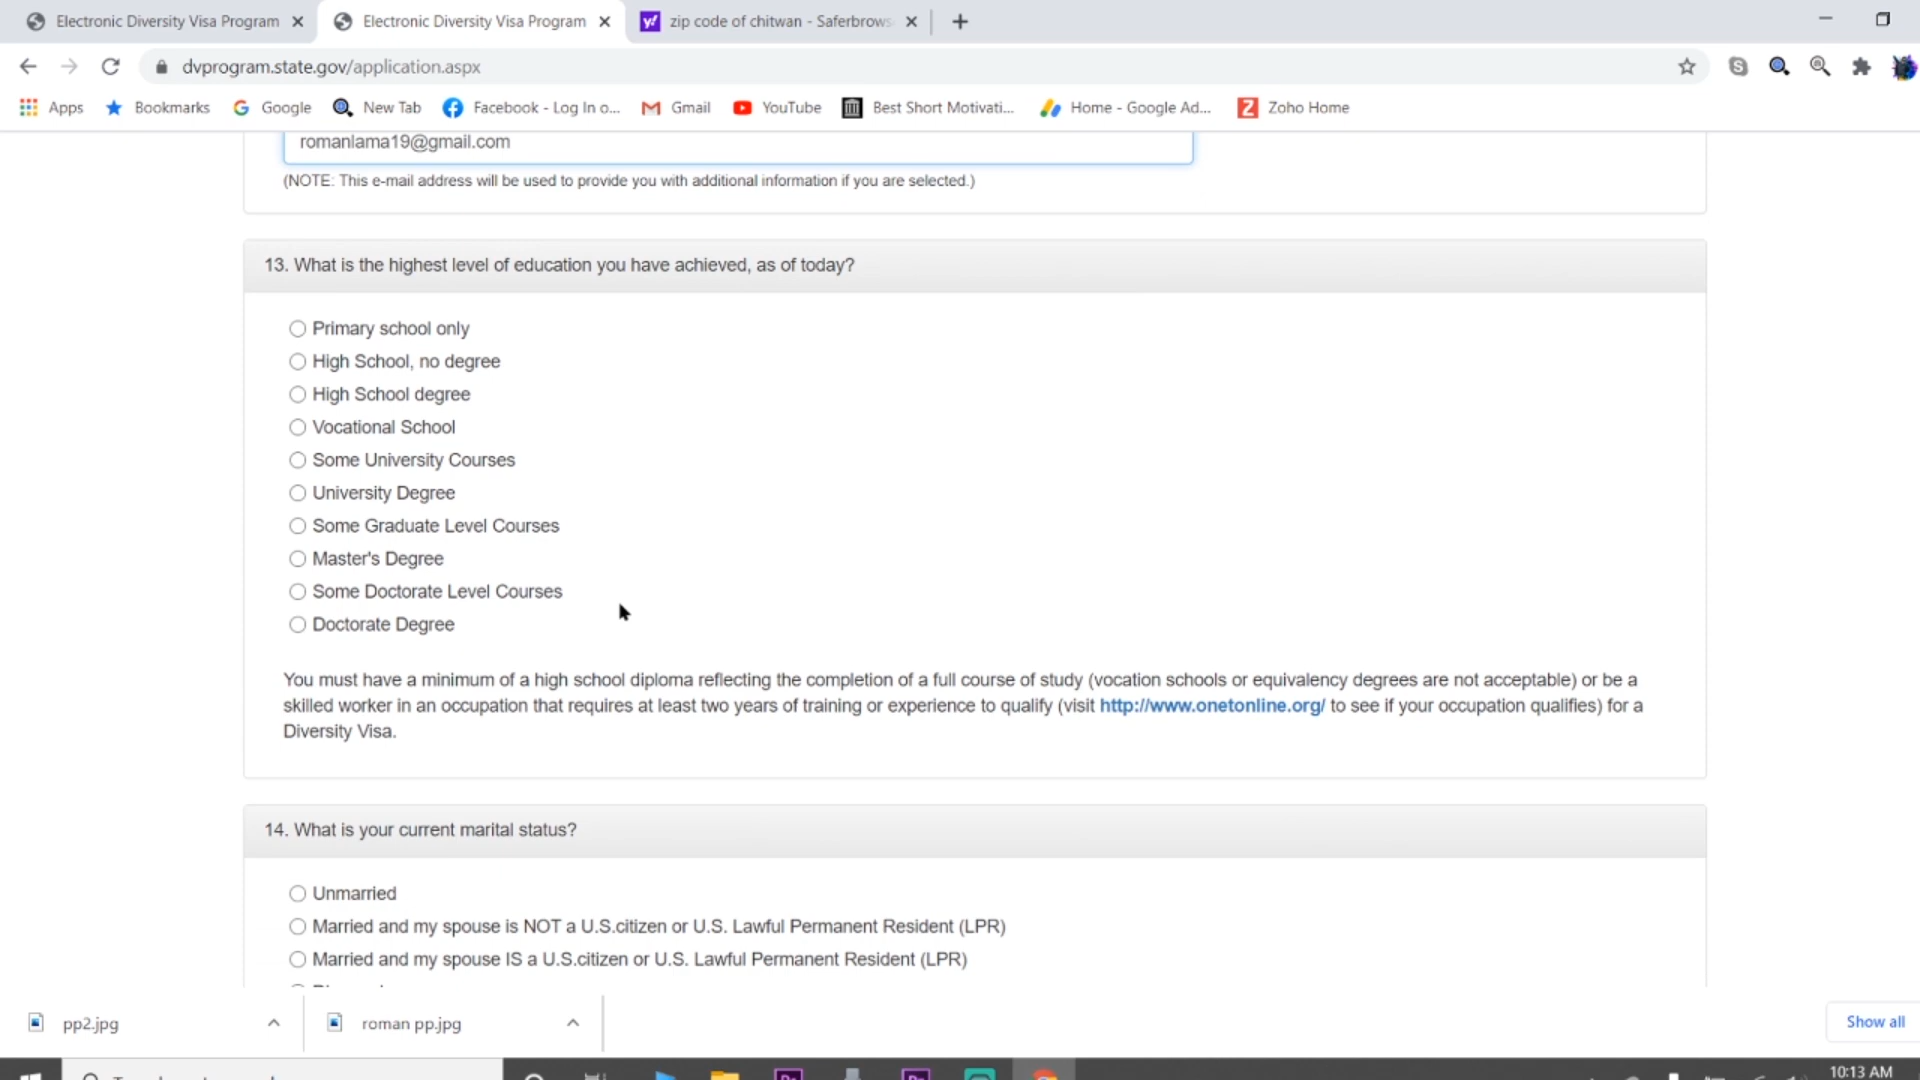 Electronic Diversity Visa Program
Electronic Diversity Visa Program
zip code of chitwan - Saferbrows
dvprogram.state.gov/application.aspx
Apps
Bookmarks
Google
New Tab
Facebook - Log In o...
Gmail
YouTube
Best Short Motivati...
Home - Google Ad...
Zoho Home
romanlama19@gmail.com
(NOTE: This e-mail address will be used to provide you with additional information if you are selected.)
13. What is the highest level of education you have achieved, as of today?
Primary school only
High School, no degree
High School degree
Vocational School
Some University Courses
University Degree
Some Graduate Level Courses
Master's Degree
Some Doctorate Level Courses
Doctorate Degree
You must have a minimum of a high school diploma reflecting the completion of a full course of study (vocation schools or equivalency degrees are not acceptable) or be a
skilled worker in an occupation that requires at least two years of training or experience to qualify (visit http://www.onetonline.org/ to see if your occupation qualifies) for a
Diversity Visa.
14. What is your current marital status?
Unmarried
Married and my spouse is NOT a U.S.citizen or U.S. Lawful Permanent Resident (LPR)
Married and my spouse IS a U.S.citizen or U.S. Lawful Permanent Resident (LPR)
pp2.jpg
roman pp.jpg
Show all
10:13 AM